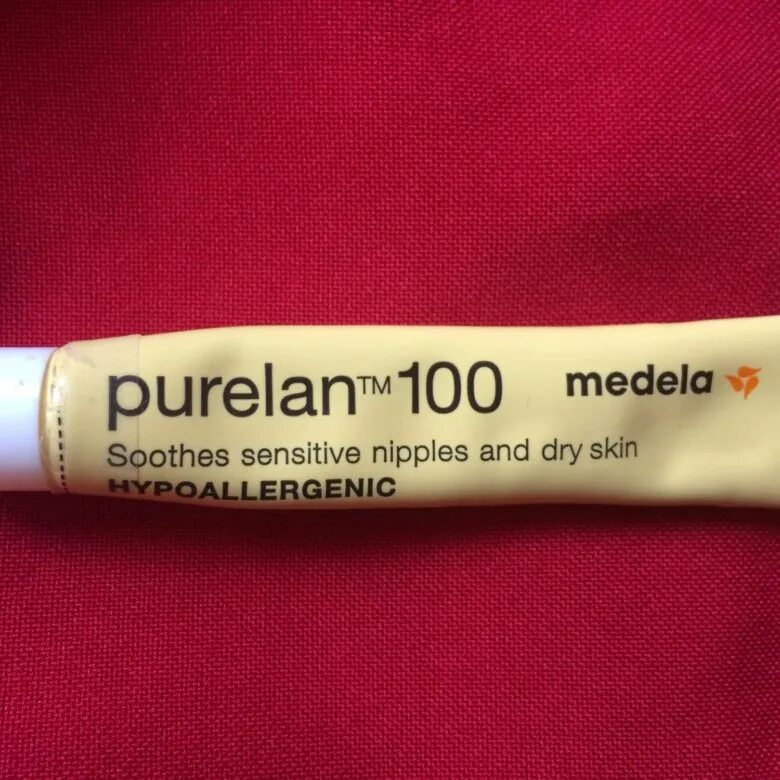 purelan™100 medela
Soothes sensitive nipples and dry skin
HYPOALLERGENIC